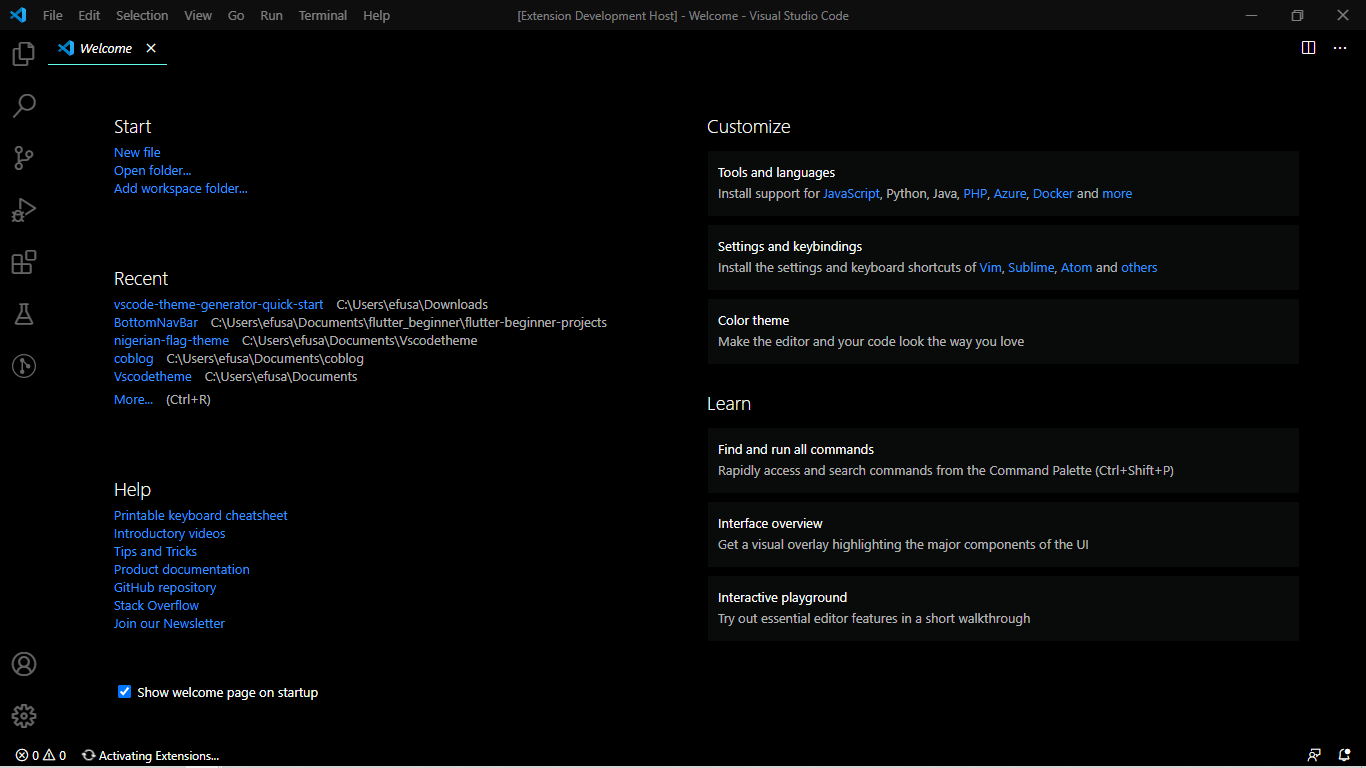 File Edit Selection View Go Run Terminal Help [Extension Development Host] - Welcome - Visual Studio Code
Welcome
Start
New file
Open folder...
Add workspace folder...
Recent
vscode-theme-generator-quick-start C:\Users\efusa\Downloads
BottomNavBar C:\Users\efusa\Documents\flutter_beginner\flutter-beginner-projects
nigerian-flag-theme C:\Users\efusa\Documents\Vscodetheme
coblog C:\Users\efusa\Documents\coblog
Vscodetheme C:\Users\efusa\Documents
More... (Ctrl+R)
Help
Printable keyboard cheatsheet
Introductory videos
Tips and Tricks
Product documentation
GitHub repository
Stack Overflow
Join our Newsletter
Show welcome page on startup
Customize
Tools and languages
Install support for JavaScript, Python, Java, PHP, Azure, Docker and more
Settings and keybindings
Install the settings and keyboard shortcuts of Vim, Sublime, Atom and others
Color theme
Make the editor and your code look the way you love
Learn
Find and run all commands
Rapidly access and search commands from the Command Palette (Ctrl+Shift+P)
Interface overview
Get a visual overlay highlighting the major components of the UI
Interactive playground
Try out essential editor features in a short walkthrough
0 0 Activating Extensions...